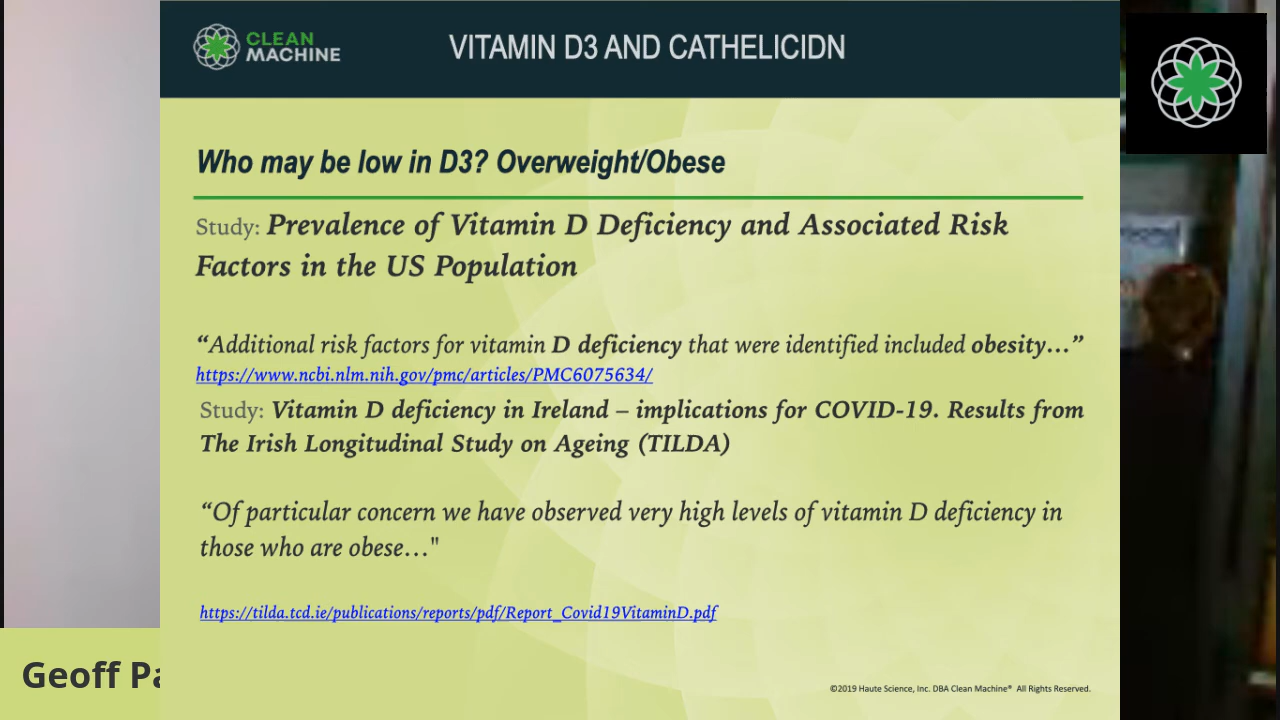 CLEAN
MACHINE
VITAMIN D3 AND CATHELICIDN
Who may be low in D3? Overweight/Obese
Study: Prevalence of Vitamin D Deficiency and Associated Risk
Factors in the US Population
“Additional risk factors for vitamin D deficiency that were identified included obesity…”
https://www.ncbi.nlm.nih.gov/pmc/articles/PMC6075634/
Study: Vitamin D deficiency in Ireland – implications for COVID-19. Results from
The Irish Longitudinal Study on Ageing (TILDA)
“Of particular concern we have observed very high levels of vitamin D deficiency in
those who are obese…"
https://tilda.tcd.ie/publications/reports/pdf/Report_Covid19VitaminD.pdf
Geoff Pa
©2019 Haute Science, Inc. DBA Clean Machine® All Rights Reserved.